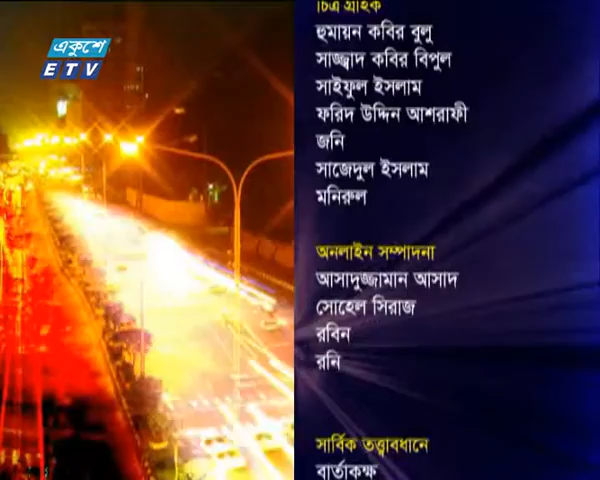 একুশে
ETV
চিত্র গ্রাহক
হুমায়ন কবির বুলু
সাজ্জাদ কবির বিপুল
সাইফুল ইসলাম
ফরিদ উদ্দিন আশরাফী
জনি
সাজেদুল ইসলাম
মনিরুল
অনলাইন সম্পাদনা
আসাদুজ্জামান আসাদ
সোহেল সিরাজ
রবিন
রনি
সার্বিক তত্ত্বাবধানে
বার্তাকক্ষ